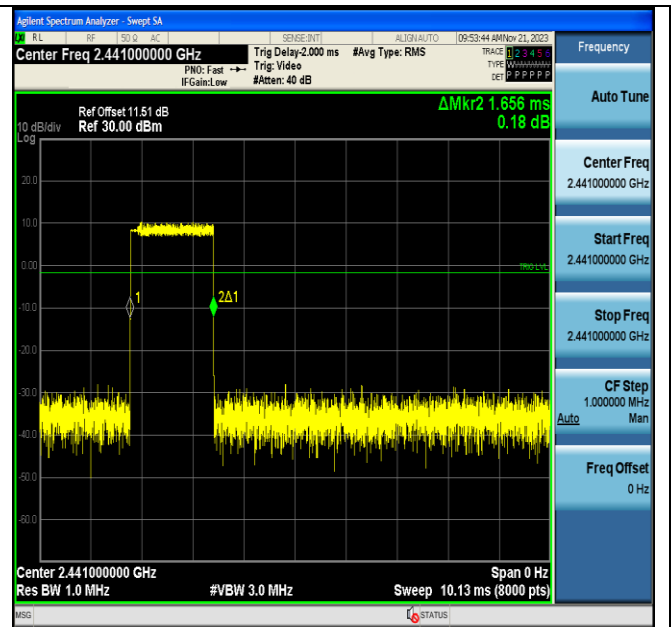 Agilent Spectrum Analyzer - Swept SA
RL RF 50 Ω AC SENSE:INT ALIGN AUTO 09:53:44 AM Nov 21, 2023
Center Freq 2.441000000 GHz
PNO: Fast
IFGain:Low
Trig Delay-2.000 ms
Trig: Video
#Atten: 40 dB
#Avg Type: RMS
TRACE 1 2 3 4 5 6
TYPE
DET P P P P P P
Frequency
Auto Tune
Center Freq
2.441000000 GHz
Start Freq
2.441000000 GHz
Stop Freq
2.441000000 GHz
CF Step
1.000000 MHz
Auto Man
Freq Offset
0 Hz
ΔMkr2 1.656 ms
0.18 dB
Ref Offset 11.51 dB
10 dB/div Ref 30.00 dBm
Log
20.0
10.0
0.00
TRIG LVL
1
2Δ1
-10.0
-20.0
-30.0
-40.0
-50.0
-60.0
Center 2.441000000 GHz Span 0 Hz
Res BW 1.0 MHz #VBW 3.0 MHz Sweep 10.13 ms (8000 pts)
MSG STATUS